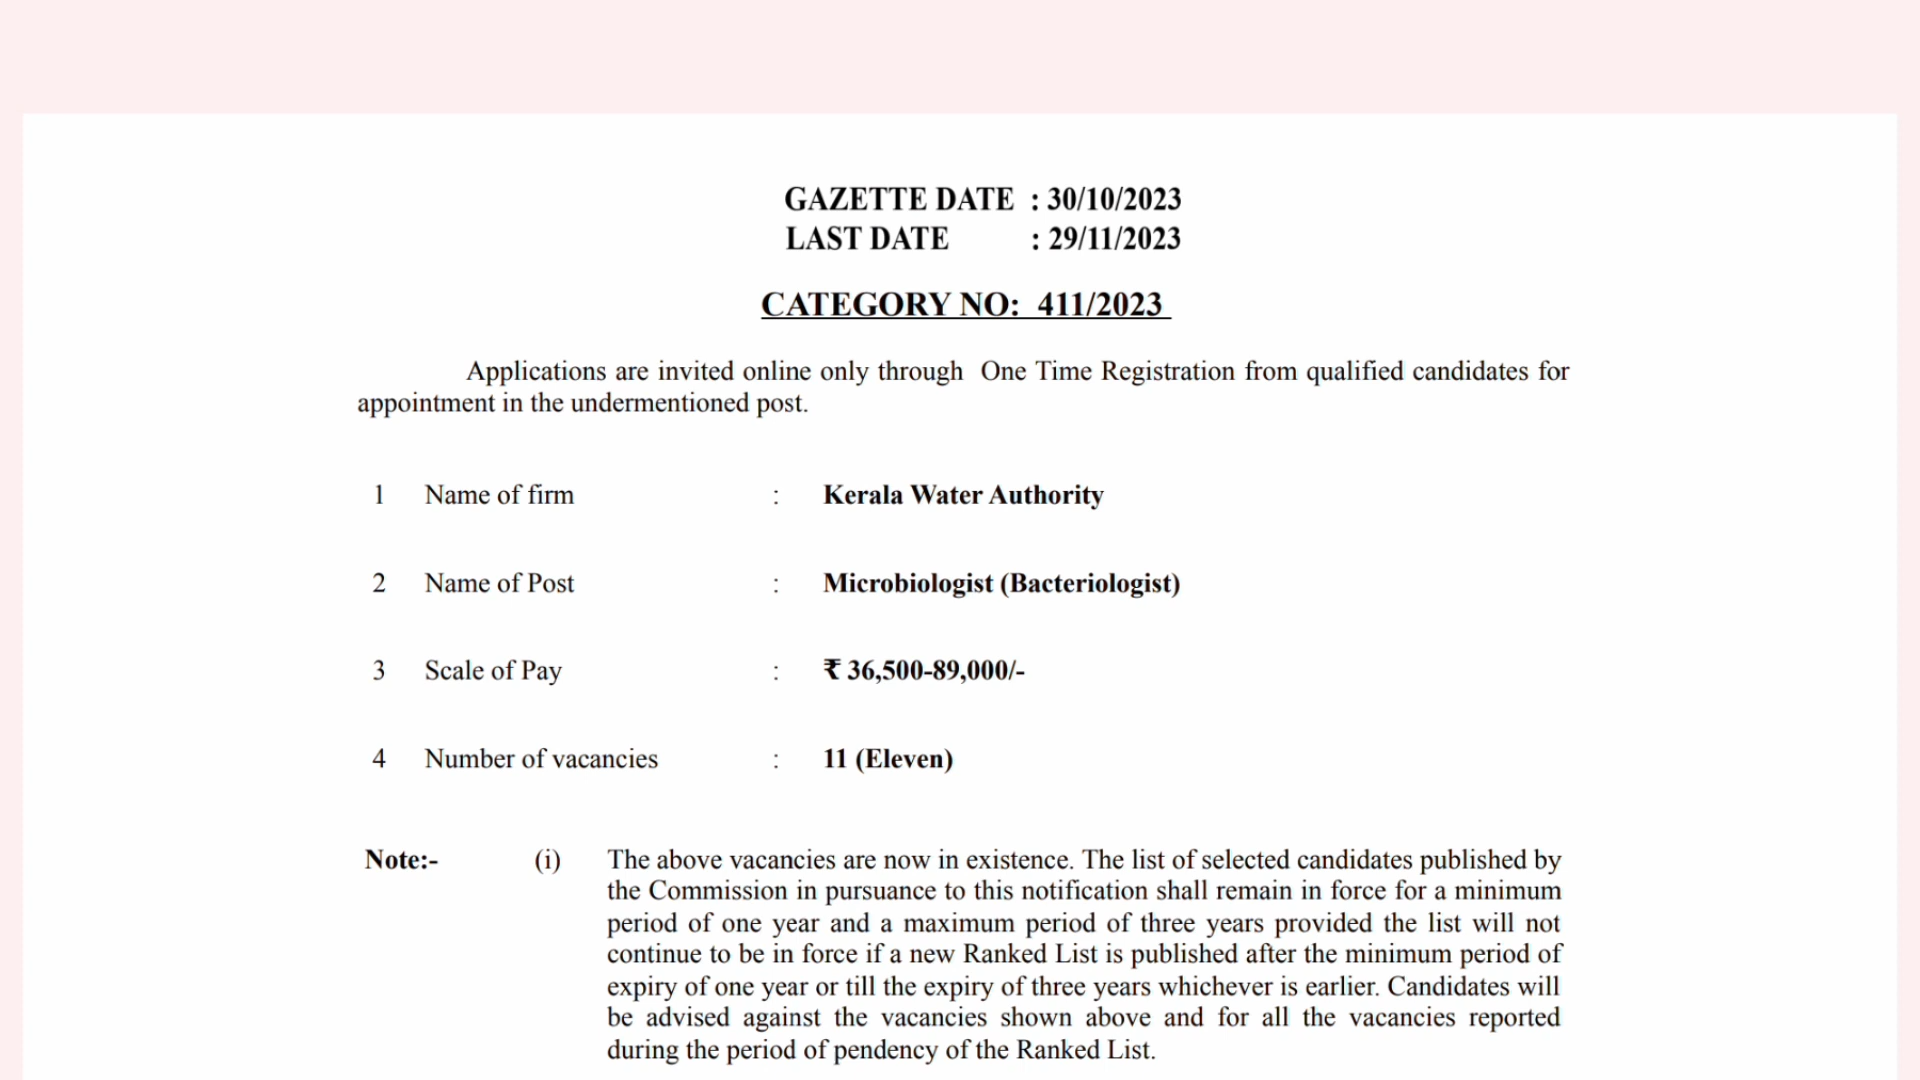 GAZETTE DATE : 30/10/2023
LAST DATE : 29/11/2023
CATEGORY NO: 411/2023
Applications are invited online only through One Time Registration from qualified candidates for
appointment in the undermentioned post.
1 Name of firm : Kerala Water Authority
2 Name of Post : Microbiologist (Bacteriologist)
3 Scale of Pay : ₹ 36,500-89,000/-
4 Number of vacancies : 11 (Eleven)
Note:- (i) The above vacancies are now in existence. The list of selected candidates published by
the Commission in pursuance to this notification shall remain in force for a minimum
period of one year and a maximum period of three years provided the list will not
continue to be in force if a new Ranked List is published after the minimum period of
expiry of one year or till the expiry of three years whichever is earlier. Candidates will
be advised against the vacancies shown above and for all the vacancies reported
during the period of pendency of the Ranked List.